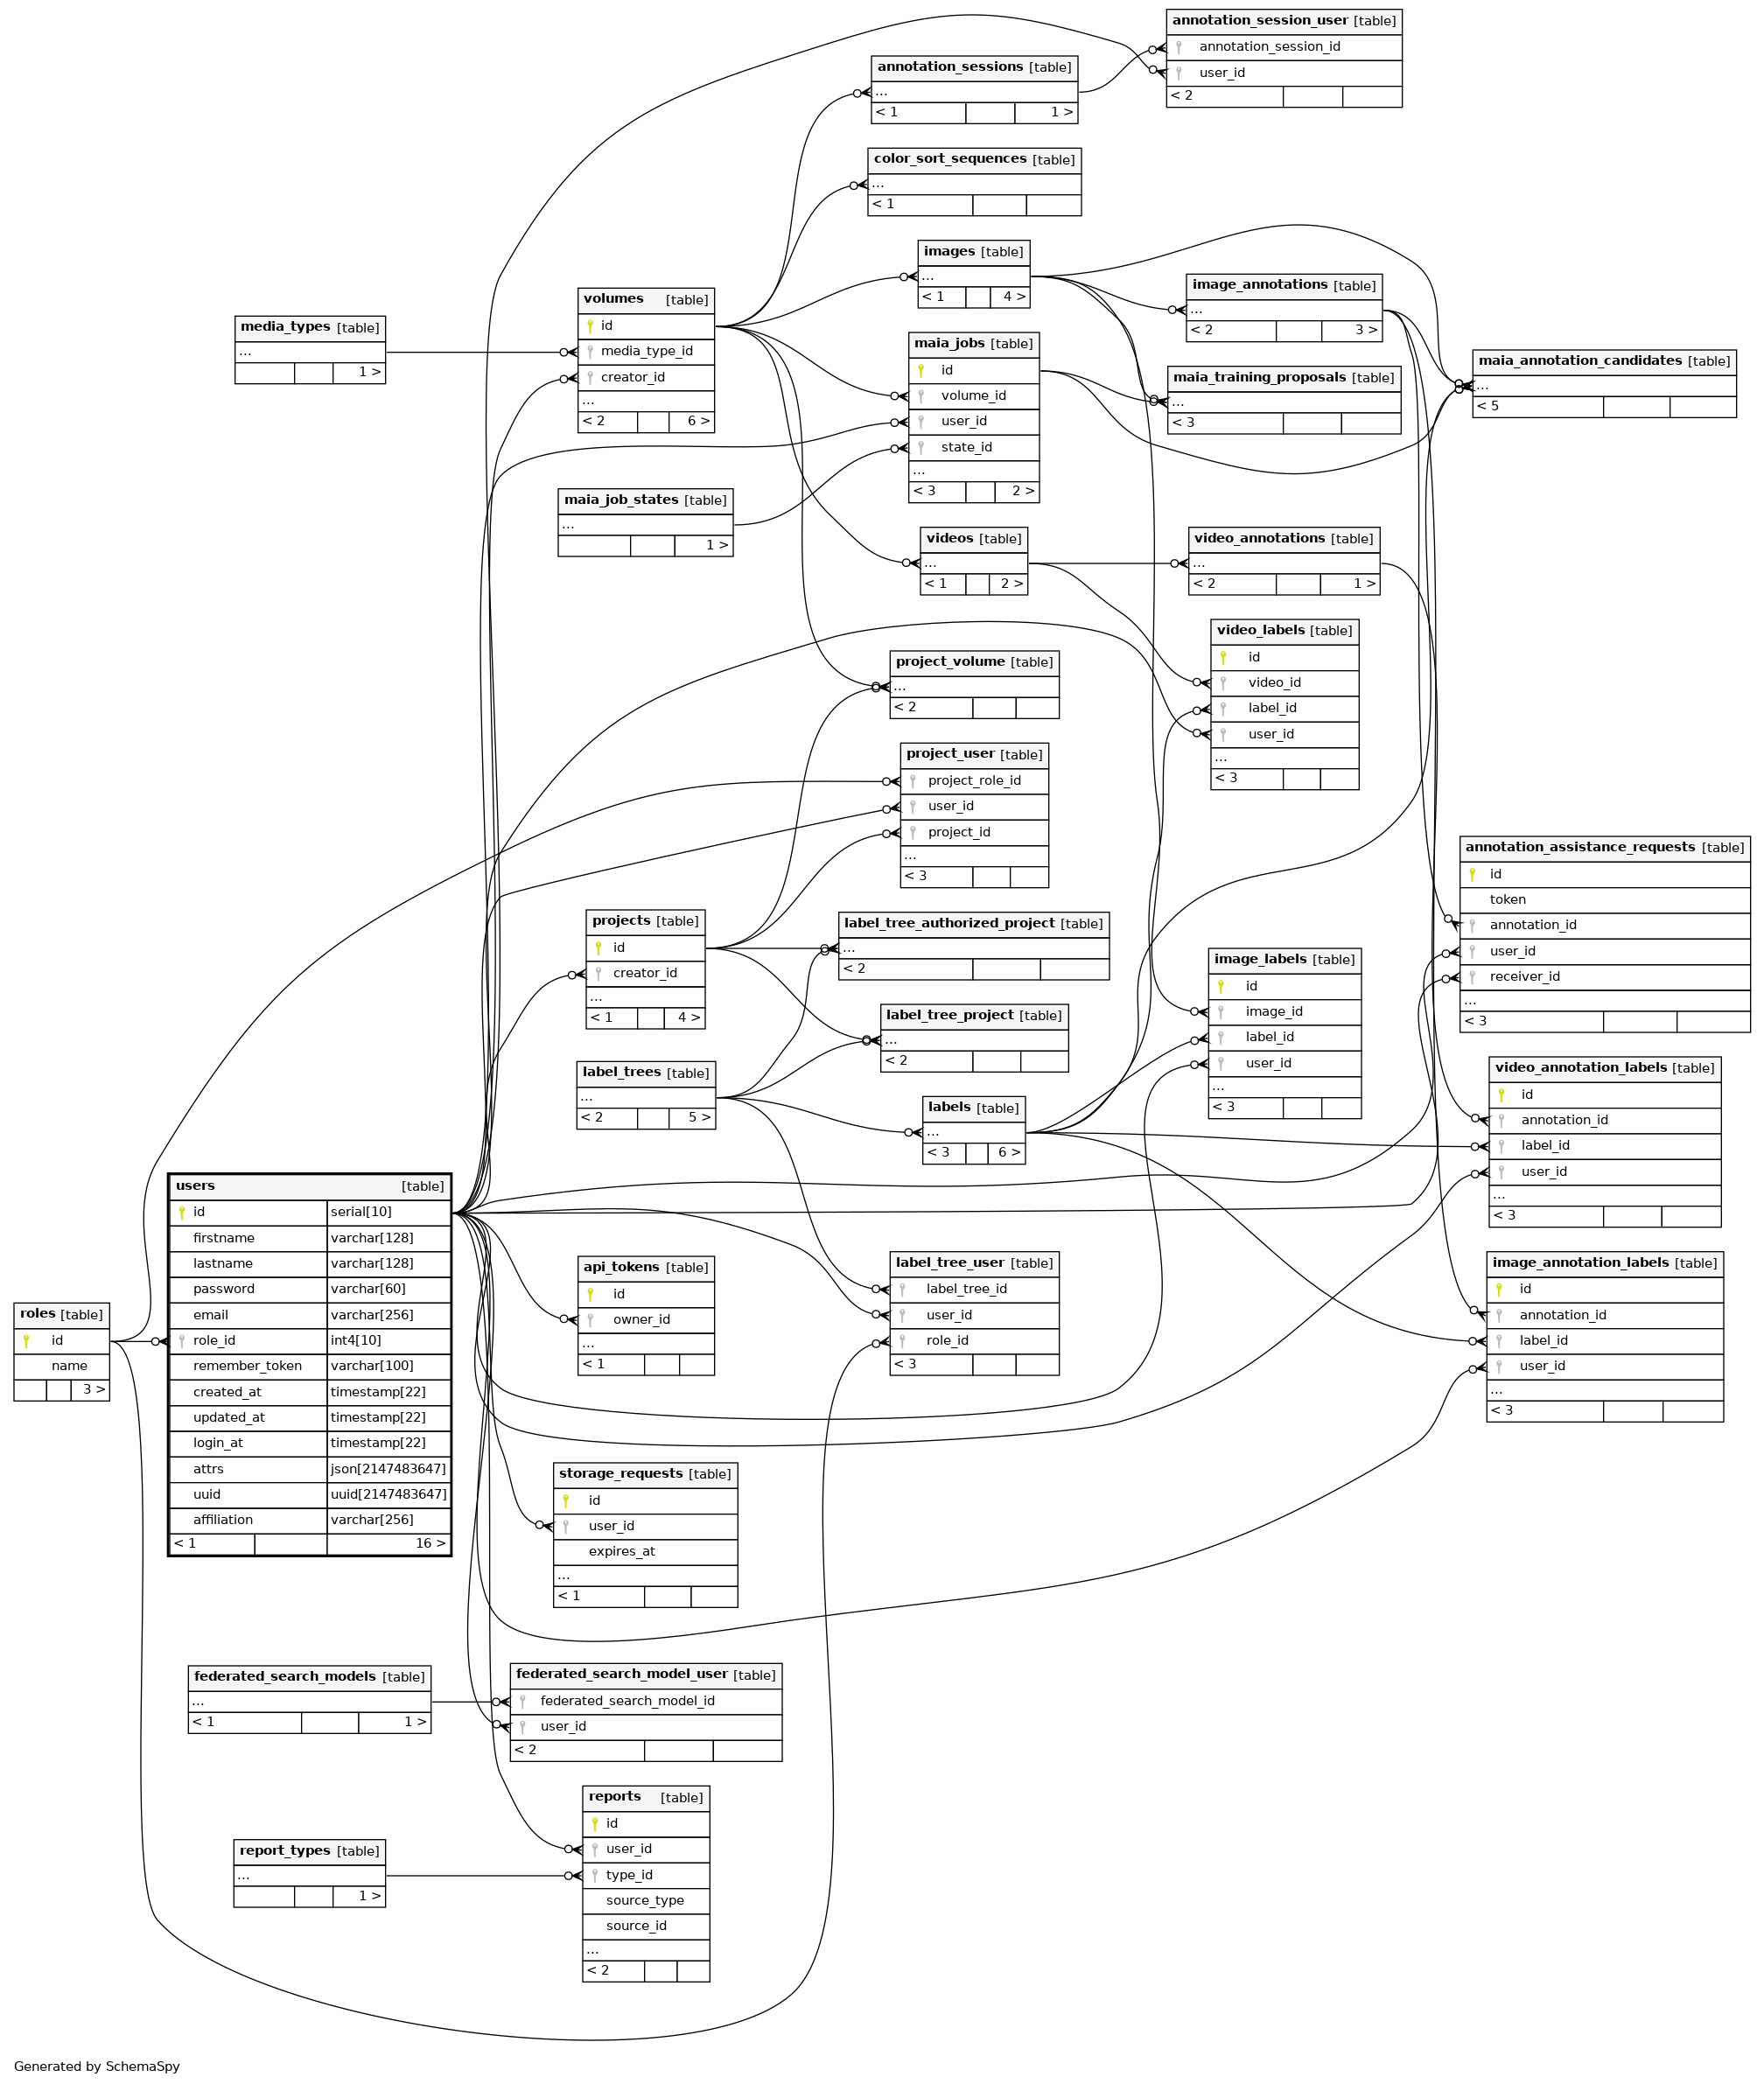 annotation_session_user [table]
annotation_session_id
user_id
< 2
annotation_sessions [table]
...
< 1 1 >
color_sort_sequences [table]
...
< 1
images [table]
...
< 1 4 >
image_annotations [table]
...
< 2 3 >
volumes [table]
id
media_type_id
creator_id
...
< 2 6 >
media_types [table]
...
1 >
maia_jobs [table]
id
volume_id
user_id
state_id
...
< 3 2 >
maia_training_proposals [table]
...
< 3
maia_annotation_candidates [table]
...
< 5
maia_job_states [table]
...
1 >
videos [table]
...
< 1 2 >
video_annotations [table]
...
< 2 1 >
video_labels [table]
id
video_id
label_id
user_id
...
< 3
project_volume [table]
...
< 2
project_user [table]
project_role_id
user_id
project_id
...
< 3
annotation_assistance_requests [table]
id
token
annotation_id
user_id
receiver_id
...
< 3
projects [table]
id
creator_id
...
< 1 4 >
label_tree_authorized_project [table]
...
< 2
image_labels [table]
id
image_id
label_id
user_id
...
< 3
label_tree_project [table]
...
< 2
label_trees [table]
...
< 2 5 >
labels [table]
...
< 3 6 >
video_annotation_labels [table]
id
annotation_id
label_id
user_id
...
< 3
users [table]
id serial[10]
firstname varchar[128]
lastname varchar[128]
password varchar[60]
email varchar[256]
role_id int4[10]
remember_token varchar[100]
created_at timestamp[22]
updated_at timestamp[22]
login_at timestamp[22]
attrs json[2147483647]
uuid uuid[2147483647]
affiliation varchar[256]
< 1 16 >
roles [table]
id
name
3 >
api_tokens [table]
id
owner_id
...
< 1
label_tree_user [table]
label_tree_id
user_id
role_id
< 3
image_annotation_labels [table]
id
annotation_id
label_id
user_id
...
< 3
storage_requests [table]
id
user_id
expires_at
...
< 1
federated_search_models [table]
...
< 1 1 >
federated_search_model_user [table]
federated_search_model_id
user_id
< 2
reports [table]
id
user_id
type_id
source_type
source_id
...
< 2
report_types [table]
...
1 >
Generated by SchemaSpy